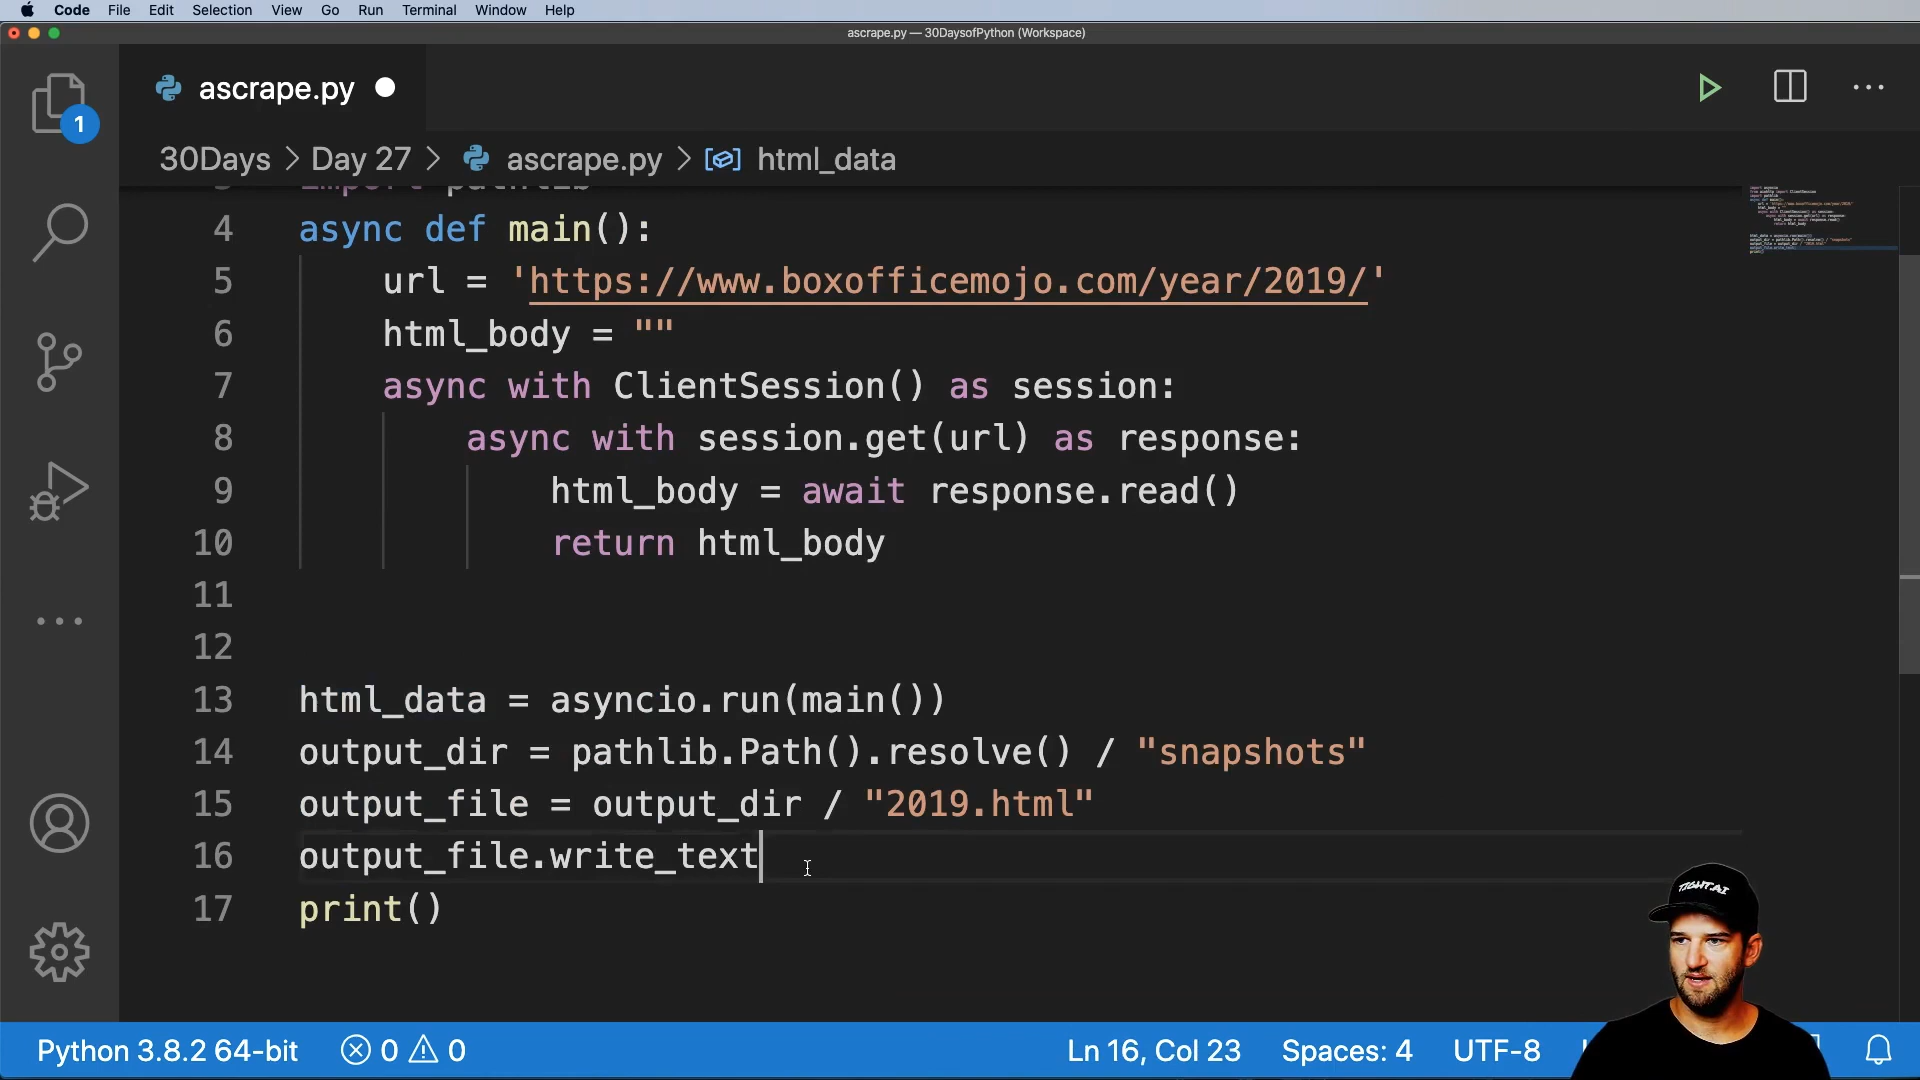 Code File Edit Selection View Go Run Terminal Window Help
ascrape.py — 30DaysofPython (Workspace)
ascrape.py
1
30Days > Day 27 > ascrape.py > html_data
3 import pathlib
4 async def main():
5 url = 'https://www.boxofficemojo.com/year/2019/'
6 html_body = ""
7 async with ClientSession() as session:
8 async with session.get(url) as response:
9 html_body = await response.read()
10 return html_body
11
12
13 html_data = asyncio.run(main())
14 output_dir = pathlib.Path().resolve() / "snapshots"
15 output_file = output_dir / "2019.html"
16 output_file.write_text
17 print()
TIGHT.AI
Python 3.8.2 64-bit 0 0 Ln 16, Col 23 Spaces: 4 UTF-8